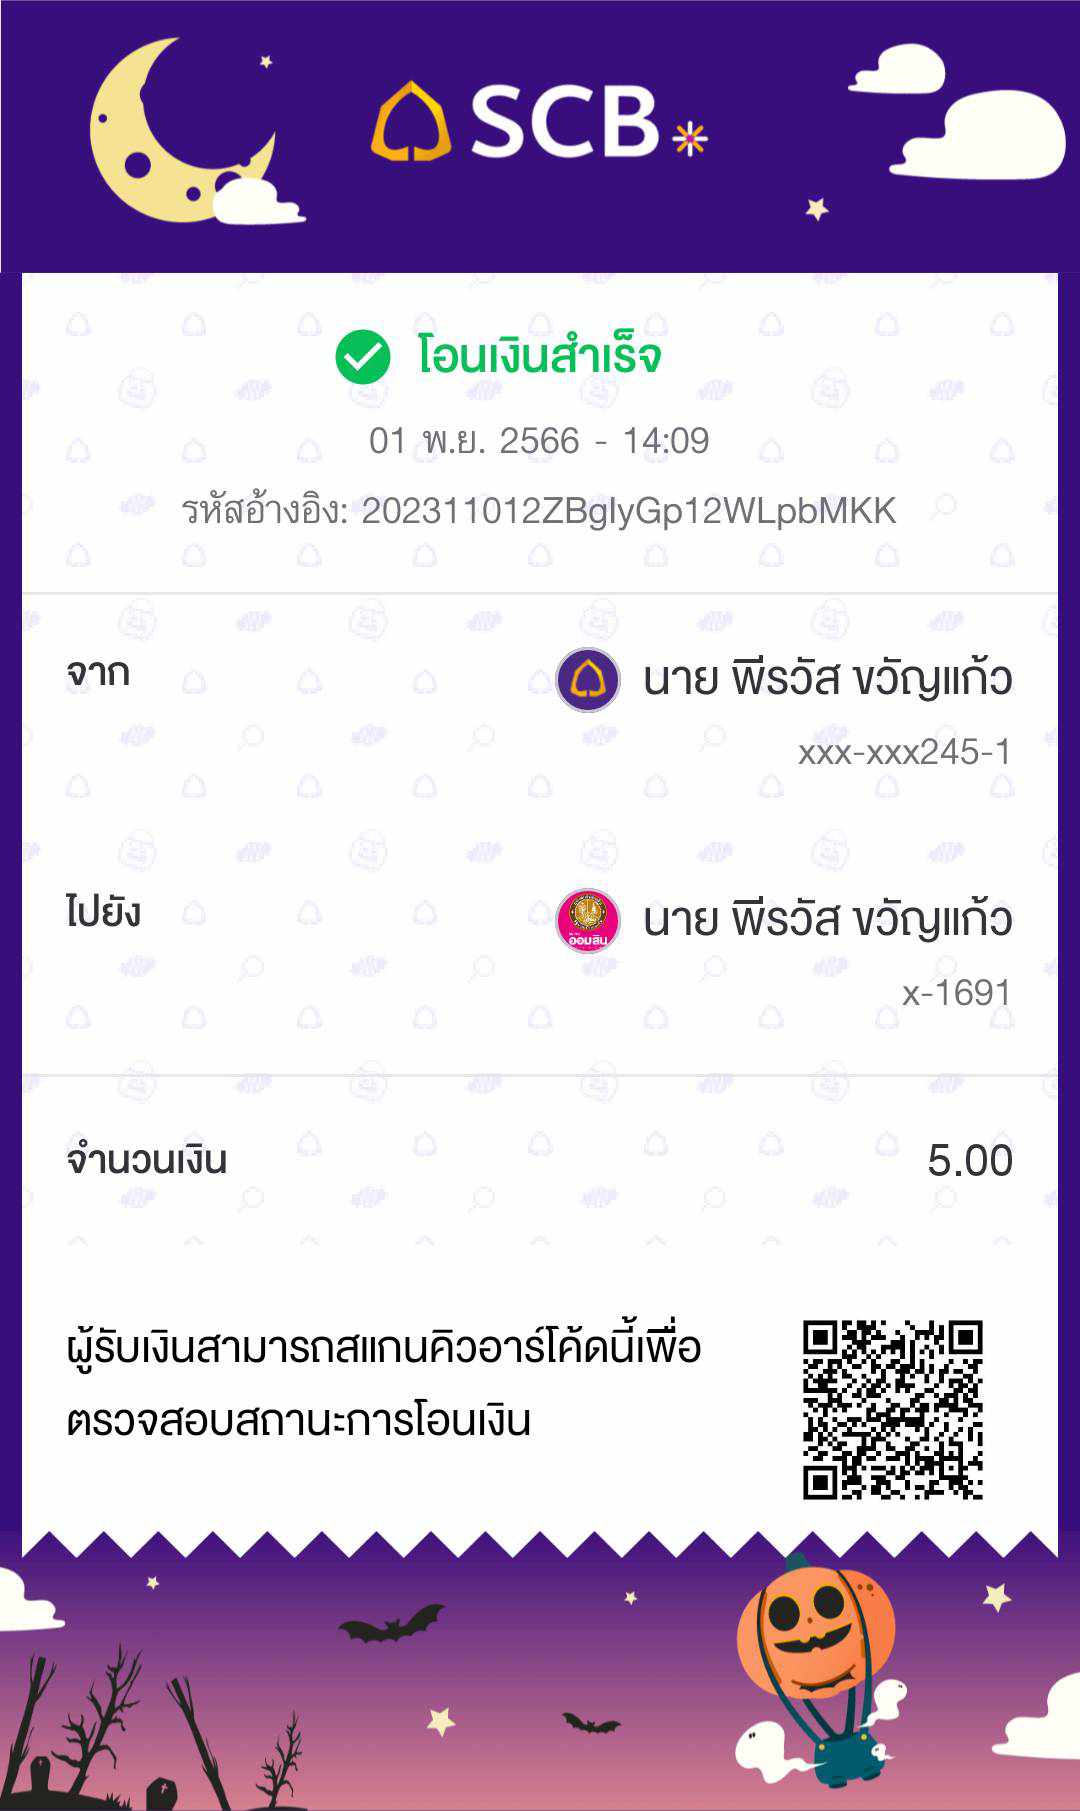 SCB
โอนเงินสำเร็จ
01 พ.ย. 2566 - 14:09
รหัสอ้างอิง: 202311012ZBglyGp12WLpbMKK
จาก
นาย พีรวัส ขวัญแก้ว
xxx-xxx245-1
ไปยัง
ออมสิน
นาย พีรวัส ขวัญแก้ว
x-1691
จำนวนเงิน
5.00
ผู้รับเงินสามารถสแกนคิวอาร์โค้ดนี้เพื่อ
ตรวจสอบสถานะการโอนเงิน